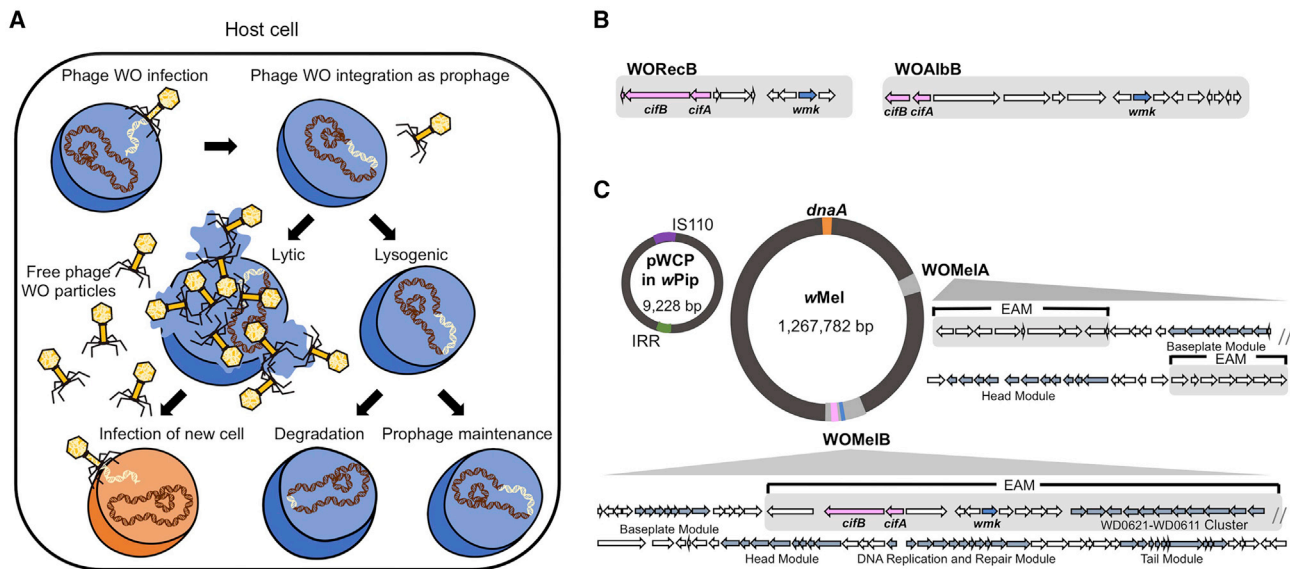 A
Host cell
Phage WO infection
Phage WO integration as prophage
Lytic
Lysogenic
Free phage
WO particles
Infection of new cell
Degradation
Prophage maintenance
B
WORecB
cifB
cifA
wmk
WOAlbB
cifB
cifA
wmk
C
IS110
pWCP
in wPip
9,228 bp
IRR
dnaA
wMel
1,267,782 bp
WOMelA
EAM
Baseplate Module
//
EAM
Head Module
WOMelB
EAM
Baseplate Module
cifB
cifA
wmk
WD0621-WD0611 Cluster
//
Head Module
DNA Replication and Repair Module
Tail Module